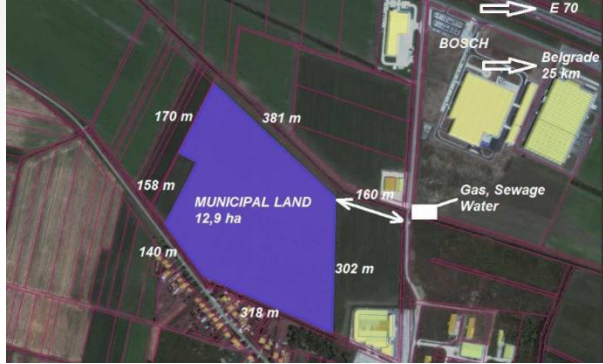 E 70
BOSCH
Belgrade
25 km
170 m
381 m
158 m
MUNICIPAL LAND
12,9 ha
160 m
Gas, Sewage
Water
140 m
302 m
318 m